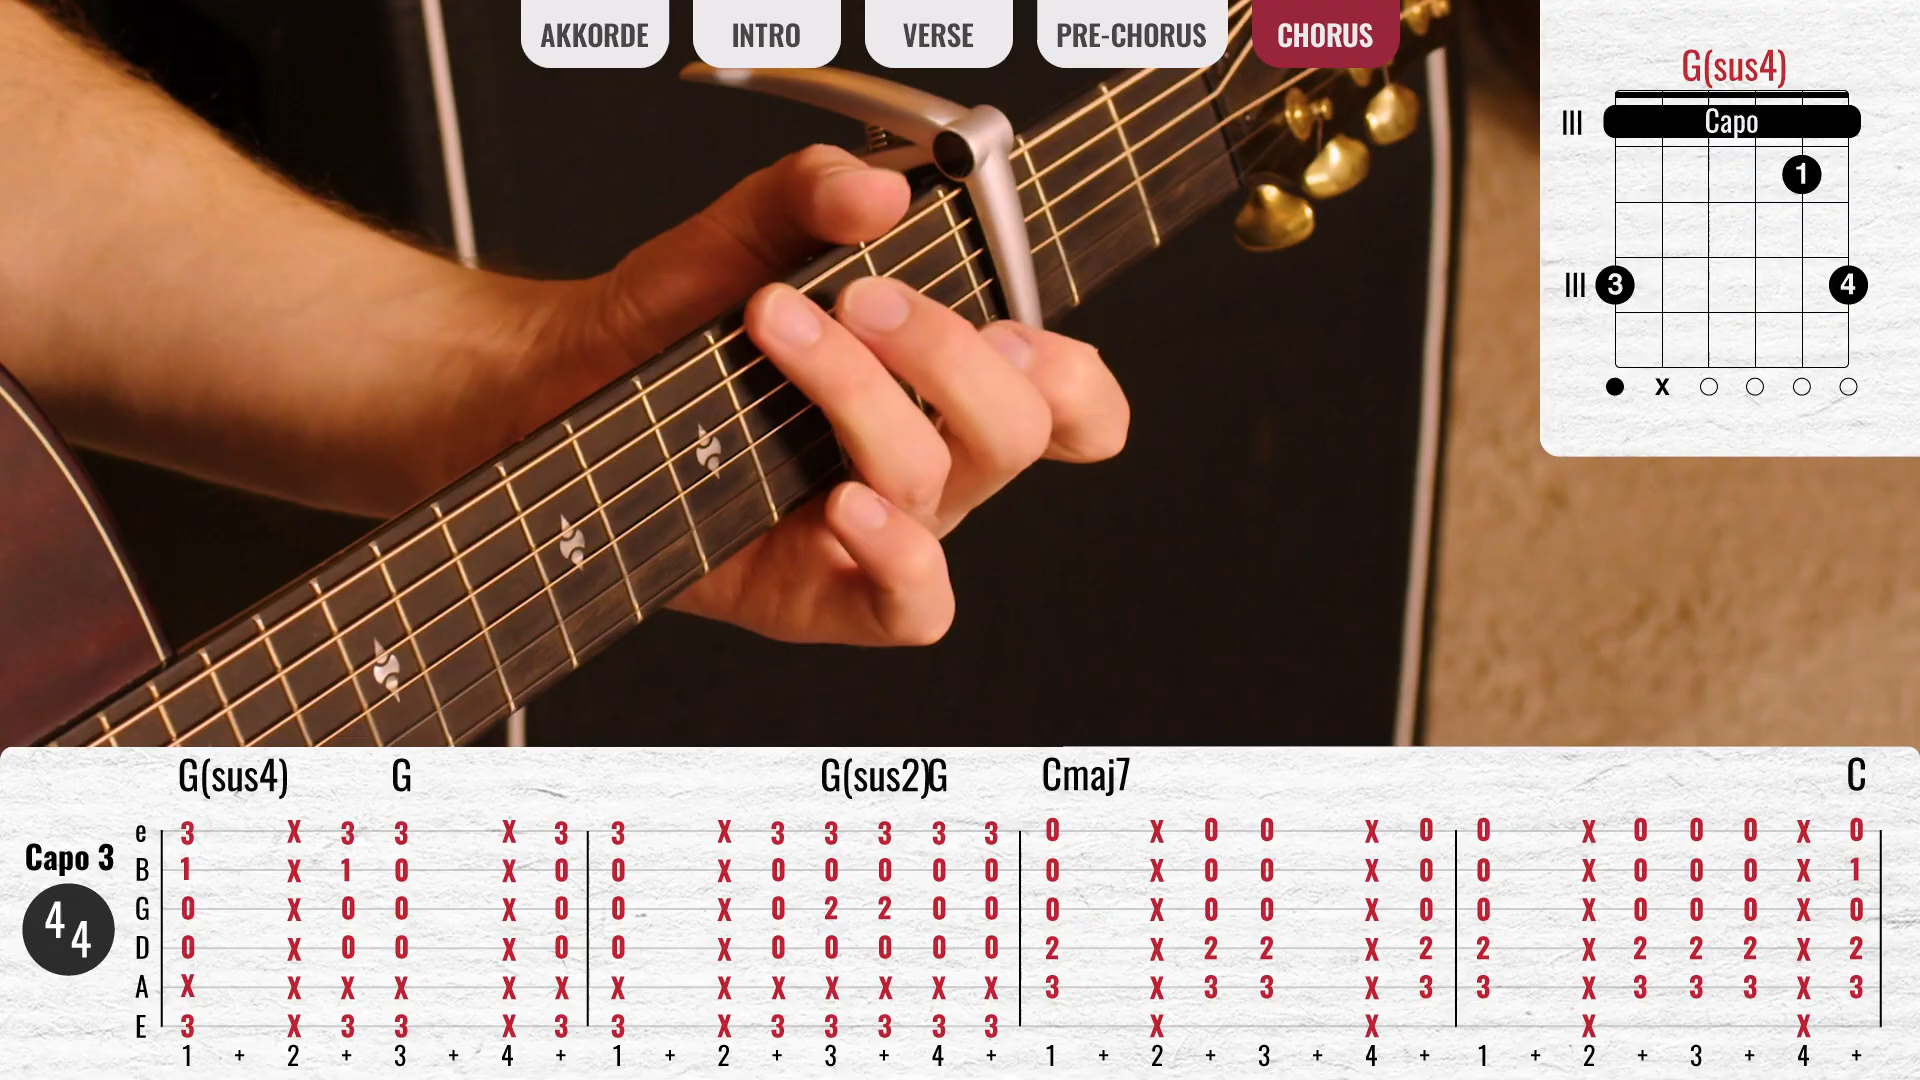 AKKORDE INTRO VERSE PRE-CHORUS CHORUS
G(sus4)
III Capo
1
III 3 4
x
G(sus4) G G(sus2) G Cmaj7 C
e 3 X 3 3 X 3 3 X 3 3 3 3 3 0 X 0 0 X 0 0 X 0 0 0 X 0
Capo 3
B 1 X 1 0 X 0 0 X 0 0 0 0 0 0 X 0 0 X 0 0 X 0 0 0 X 1
G 0 X 0 0 X 0 0 X 0 2 2 0 0 0 X 0 0 X 0 0 X 0 0 0 X 0
4
4
D 0 X 0 0 X 0 0 X 0 0 0 0 0 2 X 2 2 X 2 2 X 2 2 2 X 2
A X X X X X X X X X X X X X 3 X 3 3 X 3 3 X 3 3 3 X 3
E 3 X 3 3 X 3 3 X 3 3 3 3 3 X X X X
1 + 2 + 3 + 4 + 1 + 2 + 3 + 4 + 1 + 2 + 3 + 4 + 1 + 2 + 3 + 4 +